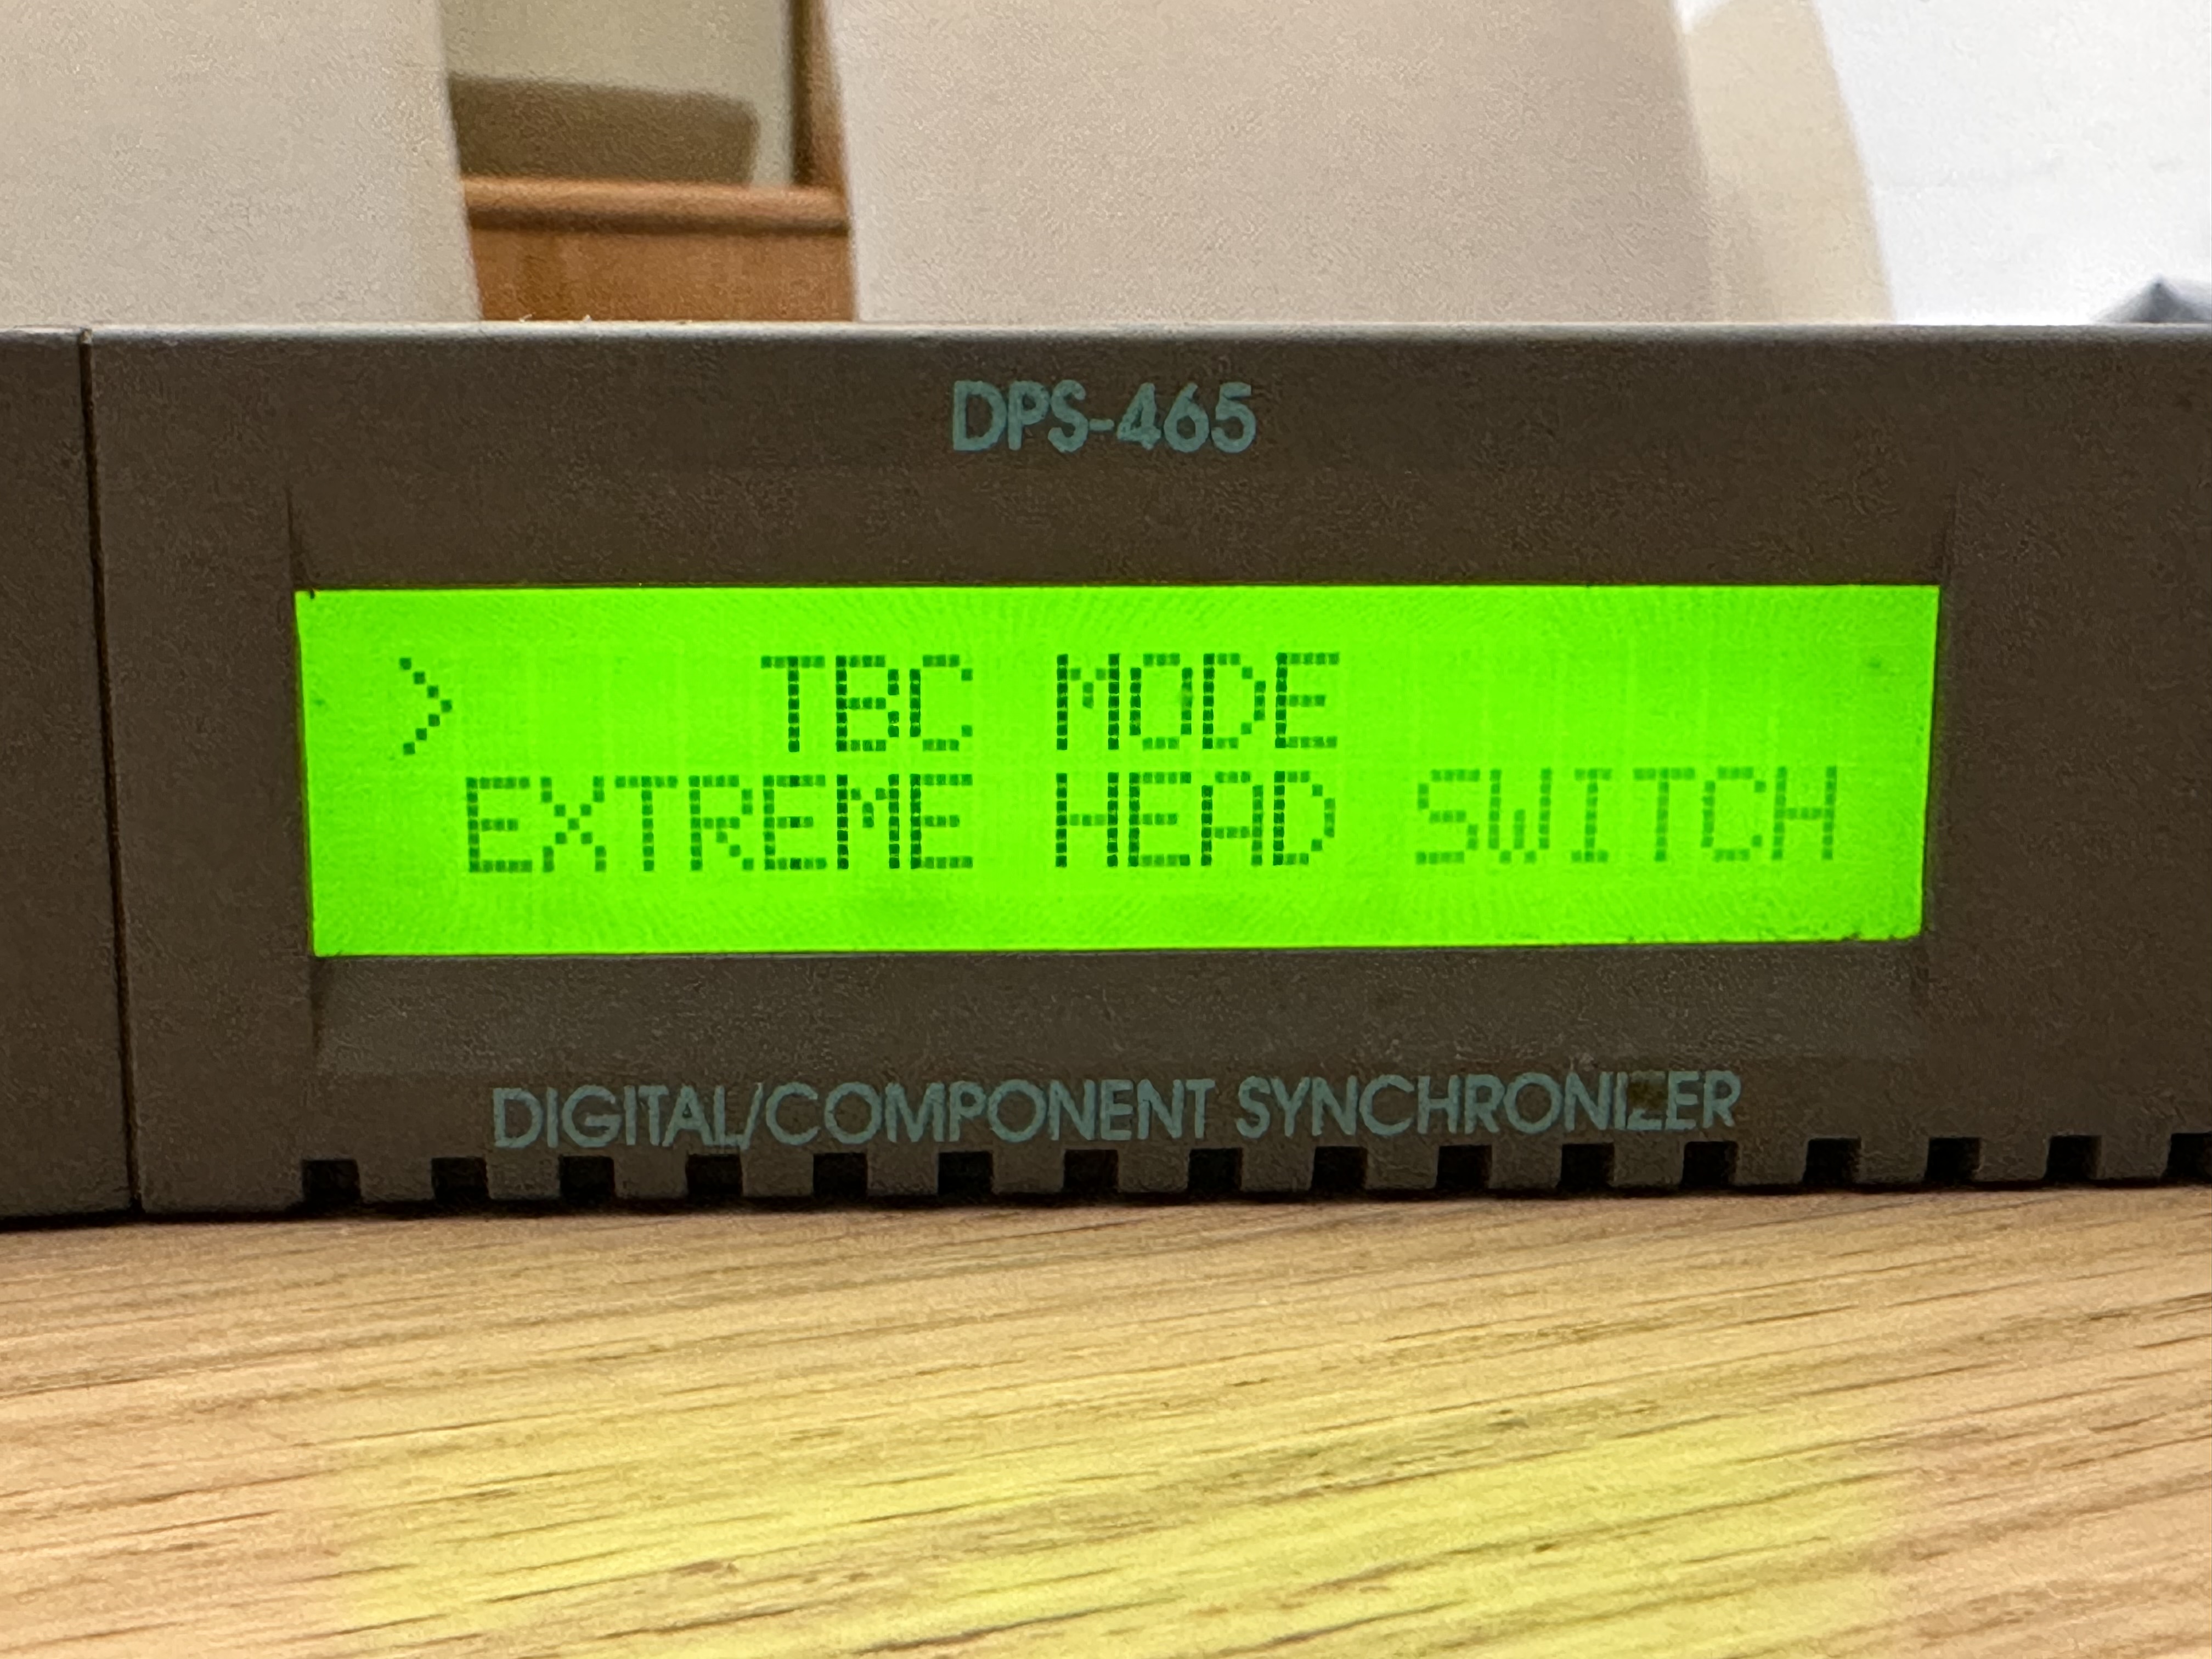 DPS-465
> TBC MODE
EXTREME HEAD SWITCH
DIGITAL/COMPONENT SYNCHRONIZER